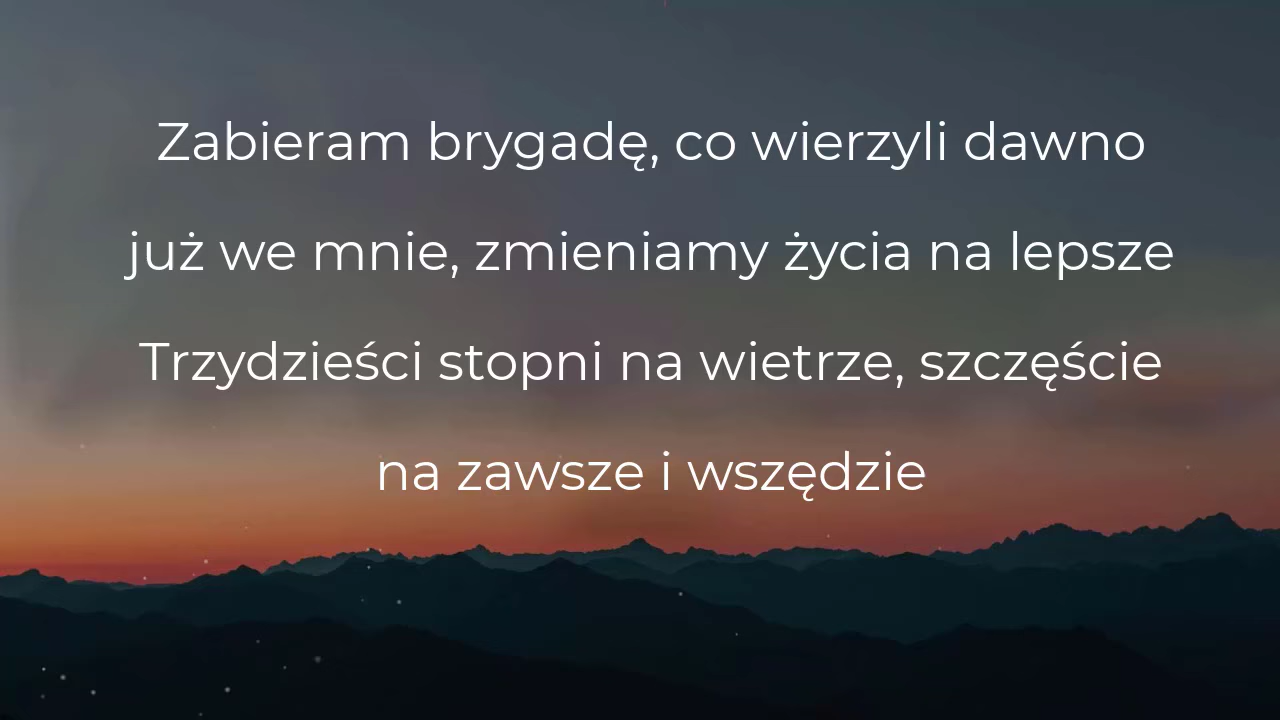 Zabieram brygadę, co wierzyli dawno
już we mnie, zmieniamy życia na lepsze
Trzydzieści stopni na wietrze, szczęście
na zawsze i wszędzie